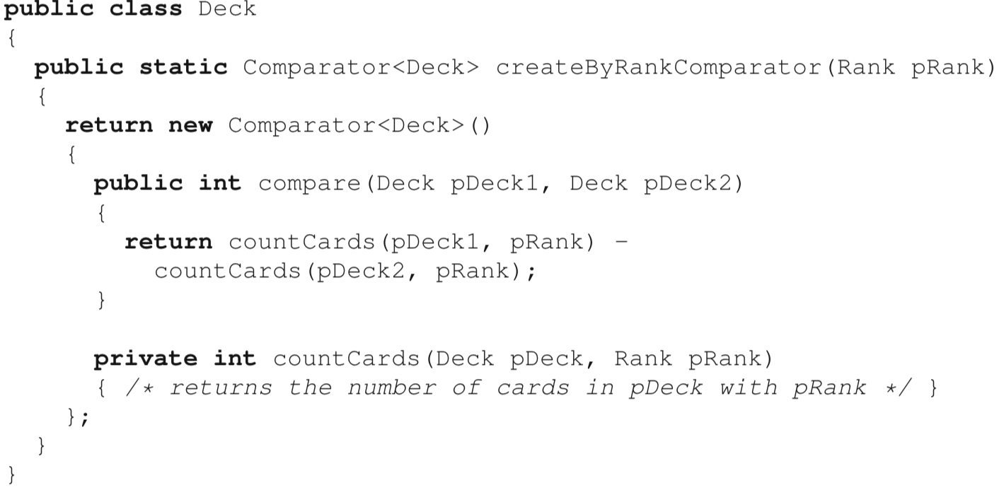 public class Deck
{
  public static Comparator<Deck> createByRankComparator(Rank pRank)
  {
    return new Comparator<Deck>()
    {
      public int compare(Deck pDeck1, Deck pDeck2)
      {
        return countCards(pDeck1, pRank) -
          countCards(pDeck2, pRank);
      }

      private int countCards(Deck pDeck, Rank pRank)
      { /* returns the number of cards in pDeck with pRank */ }
    };
  }
}